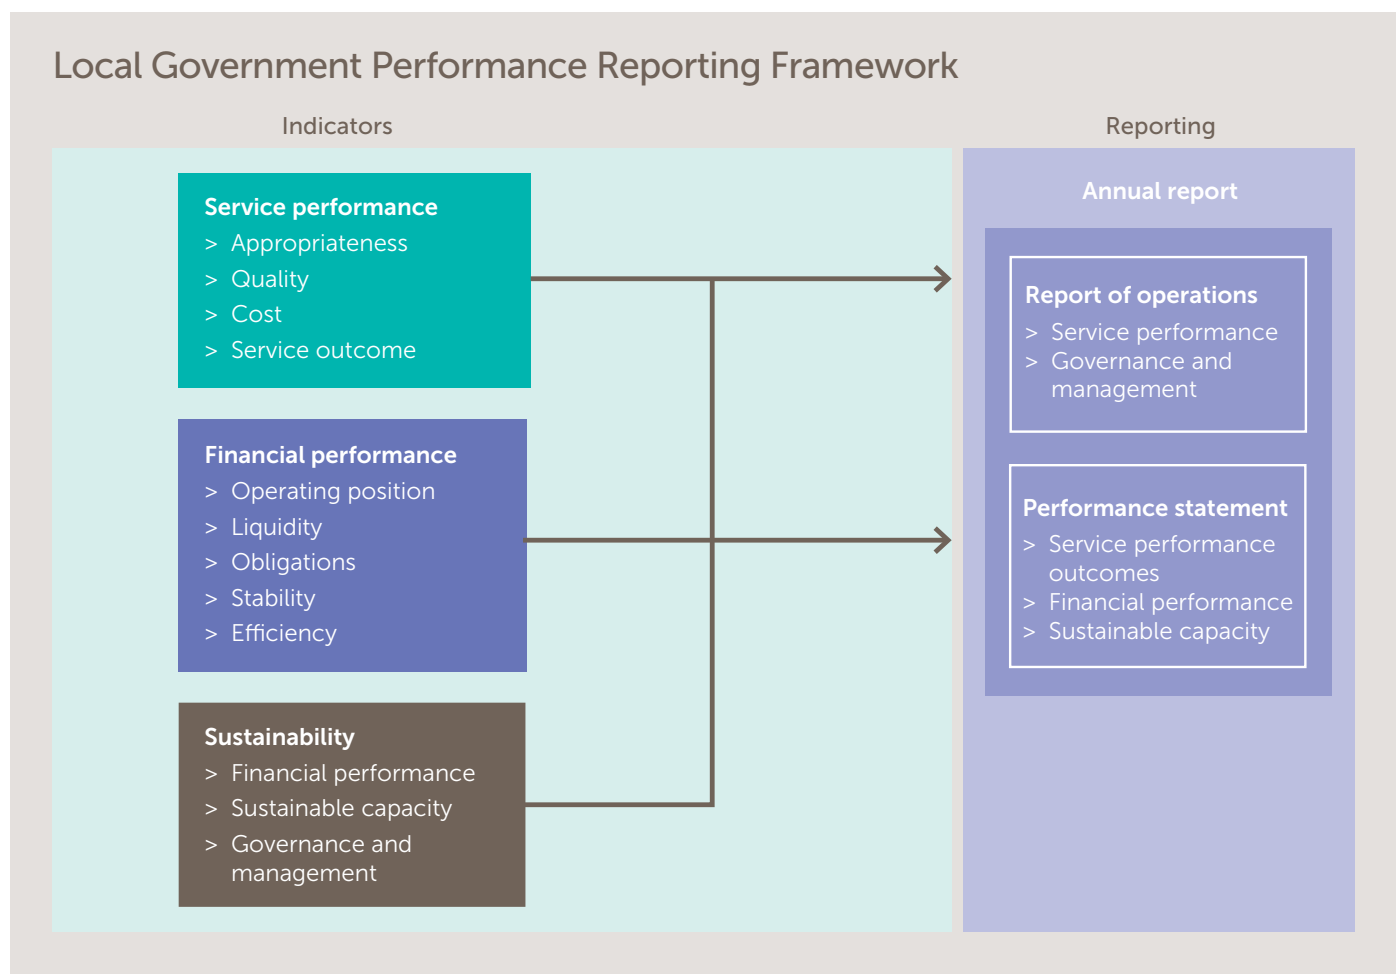 Local Government Performance Reporting Framework
Indicators
Service performance
> Appropriateness
> Quality
> Cost
> Service outcome
Financial performance
> Operating position
> Liquidity
> Obligations
> Stability
> Efficiency
Sustainability
> Financial performance
> Sustainable capacity
> Governance and
management
Reporting
Annual report
Report of operations
> Service performance
> Governance and
management
Performance statement
> Service performance
outcomes
> Financial performance
> Sustainable capacity